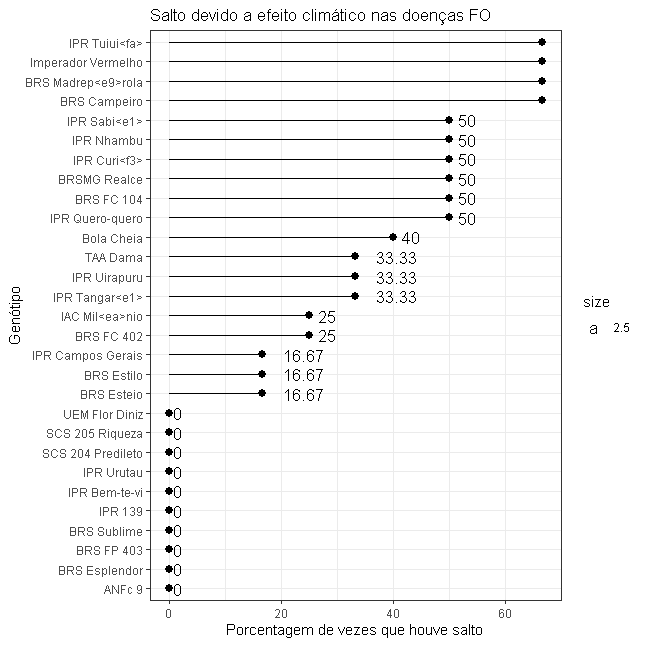 Salto devido a efeito climático nas doenças FO
IPR Tuiui<fa>
Imperador Vermelho
BRS Madrep<e9>rola
BRS Campeiro
IPR Sabi<e1> 50
IPR Nhambu 50
IPR Curi<f3> 50
BRSMG Realce 50
BRS FC 104 50
IPR Quero-quero 50
Bola Cheia 40
TAA Dama 33.33
IPR Uirapuru 33.33
IPR Tangar<e1> 33.33
IAC Mil<ea>nio 25
BRS FC 402 25
IPR Campos Gerais 16.67
BRS Estilo 16.67
BRS Esteio 16.67
UEM Flor Diniz 0
SCS 205 Riqueza 0
SCS 204 Predileto 0
IPR Urutau 0
IPR Bem-te-vi 0
IPR 139 0
BRS Sublime 0
BRS FP 403 0
BRS Esplendor 0
ANFc 9 0
0 20 40 60
Porcentagem de vezes que houve salto
Genótipo
size
a 2.5